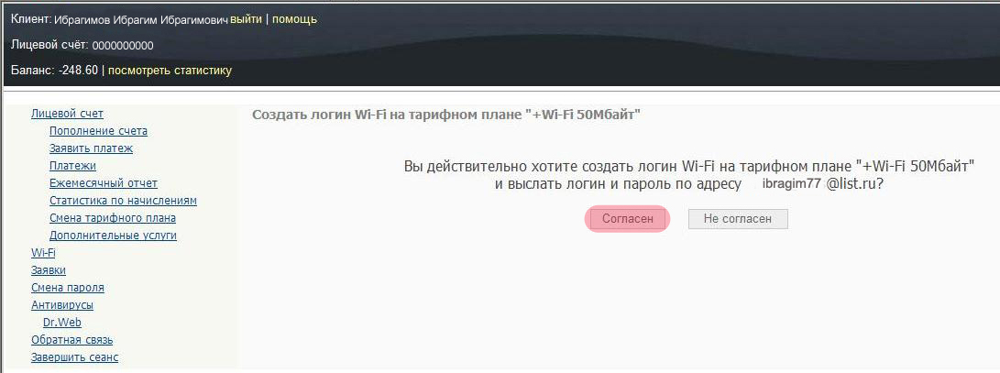 Клиент: Ибрагимов Ибрагим Ибрагимович выйти | помощь
Лицевой счёт: 0000000000
Баланс: -248.60 | посмотреть статистику
Лицевой счет
Пополнение счета
Заявить платеж
Платежи
Ежемесячный отчет
Статистика по начислениям
Смена тарифного плана
Дополнительные услуги
Wi-Fi
Заявки
Смена пароля
Антивирусы
Dr.Web
Обратная связь
Завершить сеанс
Создать логин Wi-Fi на тарифном плане "+Wi-Fi 50Мбайт"
Вы действительно хотите создать логин Wi-Fi на тарифном плане "+Wi-Fi 50Мбайт"
и выслать логин и пароль по адресу ibragim77 @list.ru?
Согласен Не согласен